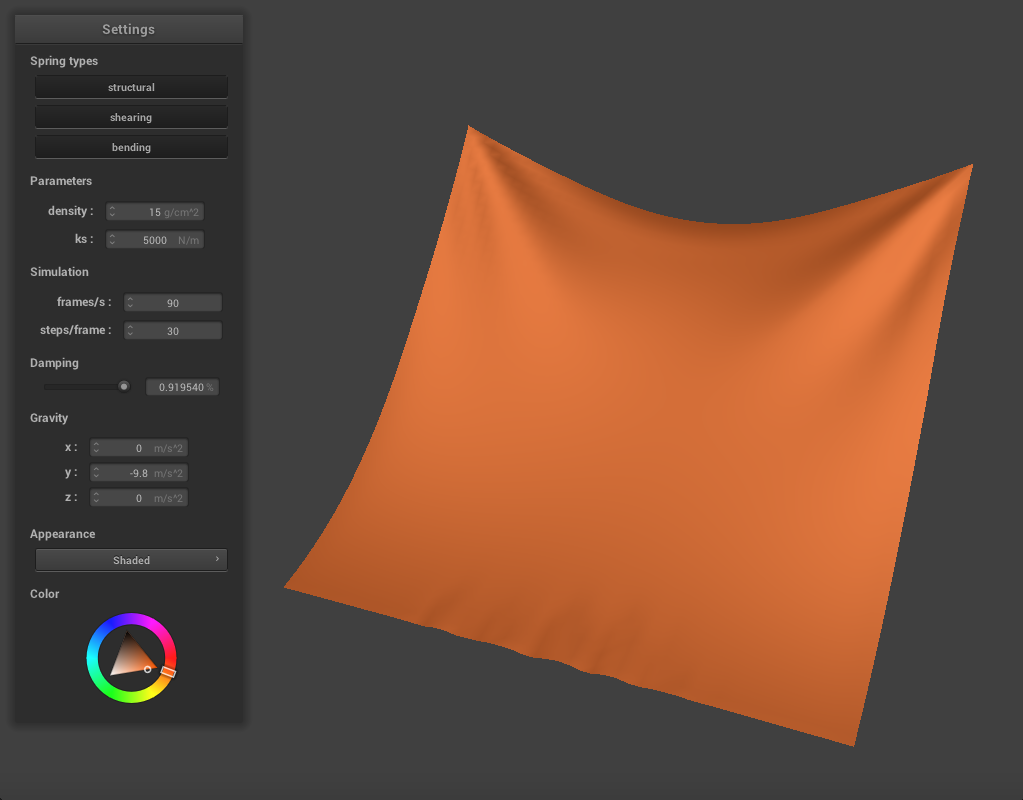 Settings
Spring types
structural
shearing
bending
Parameters
density : 15 g/cm^2
ks : 5000 N/m
Simulation
frames/s : 90
steps/frame : 30
Damping
0.919540 %
Gravity
x : 0 m/s^2
y : -9.8 m/s^2
z : 0 m/s^2
Appearance
Shaded
Color